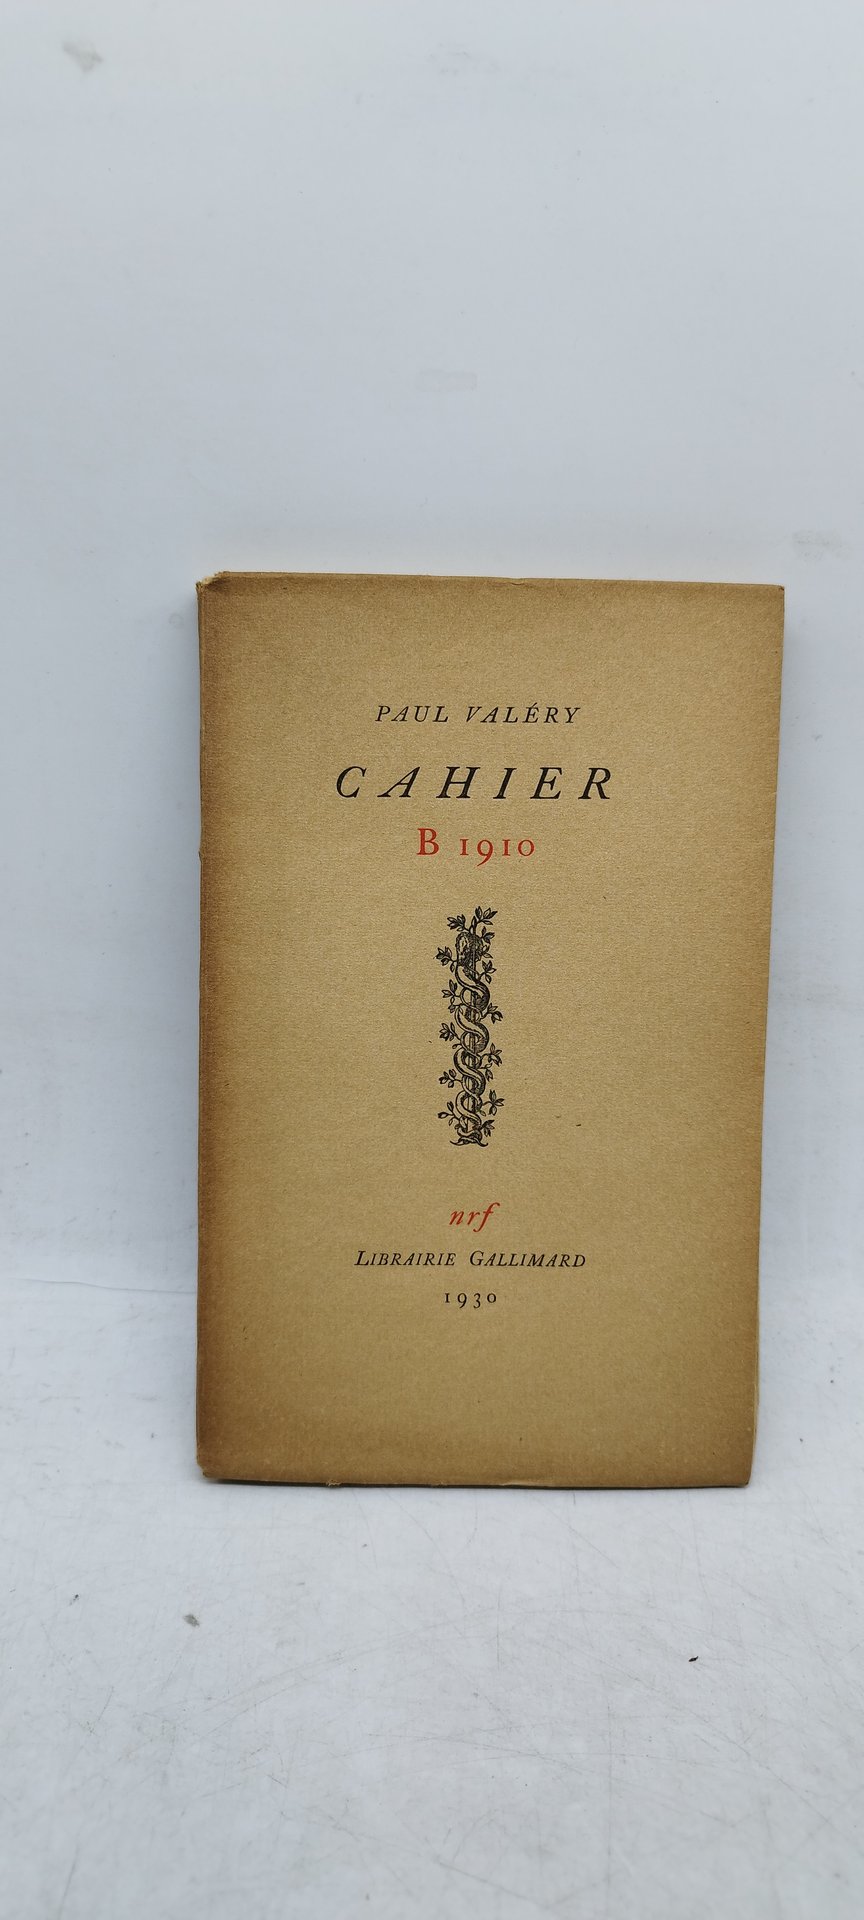 PAUL VALÉRY
CAHIER
B 1910
nrf
LIBRAIRIE GALLIMARD
1930